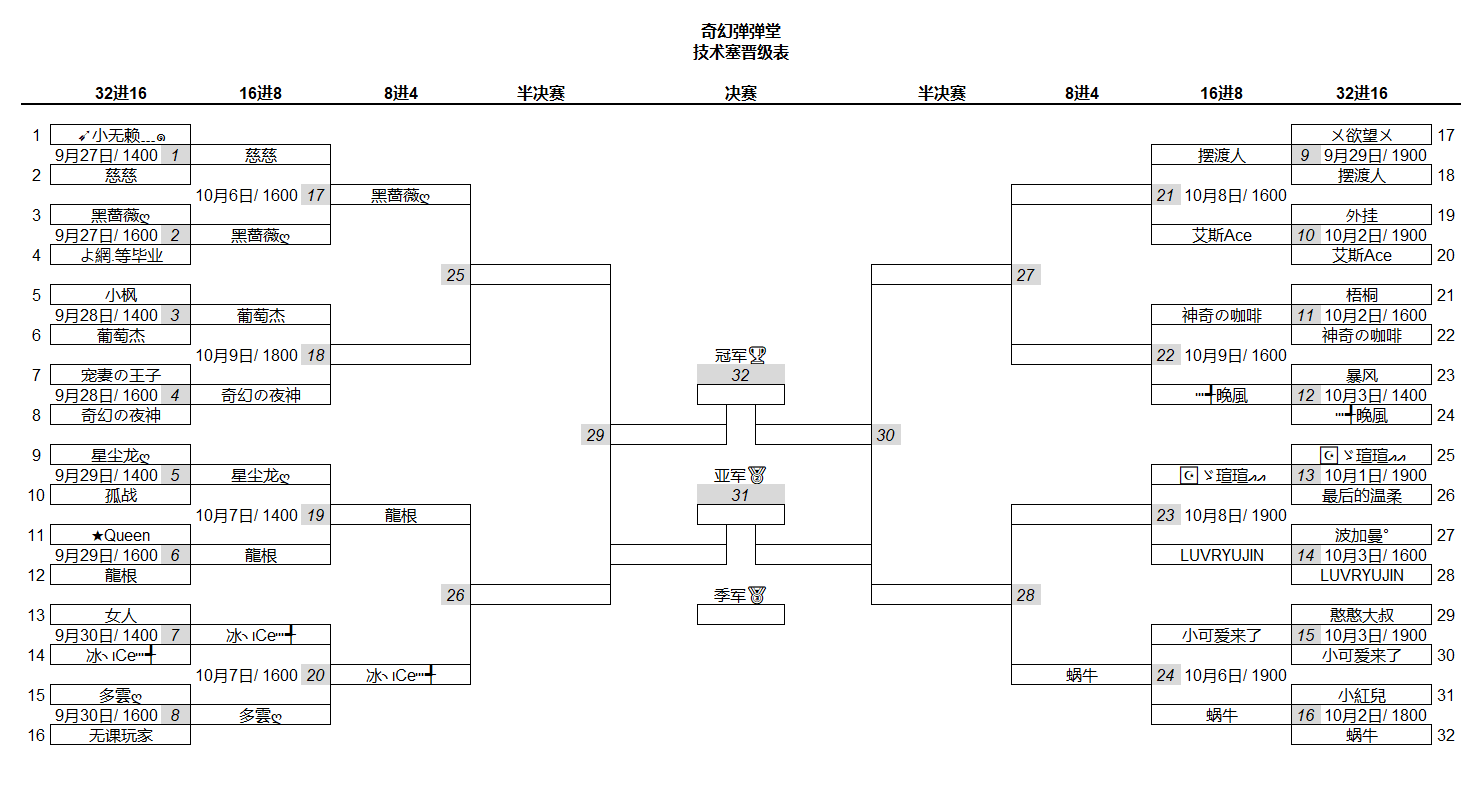 奇幻弹弹堂
技术塞晋级表
32进16 16进8 8进4 半决赛 决赛 半决赛 8进4 16进8 32进16
1 ➶小无赖﹎๑ 乄欲望乄 17
9月27日/ 1400 1 慈慈 摆渡人 9 9月29日/ 1900
2 慈慈 摆渡人 18
10月6日/ 1600 17 黑蔷薇ღ 21 10月8日/ 1600
3 黑蔷薇ღ 外挂 19
9月27日/ 1600 2 黑蔷薇ღ 艾斯Ace 10 10月2日/ 1900
4 よ網.等毕业 艾斯Ace 20
25 27
5 小枫 梧桐 21
9月28日/ 1400 3 葡萄杰 神奇の咖啡 11 10月2日/ 1600
6 葡萄杰 神奇の咖啡 22
10月9日/ 1800 18 冠军🏆 22 10月9日/ 1600
7 宠妻の王子 32 暴风 23
9月28日/ 1600 4 奇幻の夜神 ┉╃晚風 12 10月3日/ 1400
8 奇幻の夜神 ┉╃晚風 24
29 30
9 星尘龙ღ ☪ゞ瑄瑄ᨒ 25
9月29日/ 1400 5 星尘龙ღ 亚军🥈 ☪ゞ瑄瑄ᨒ 13 10月1日/ 1900
10 孤战 31 最后的温柔 26
10月7日/ 1400 19 龍根 23 10月8日/ 1900
11 ★Queen 波加曼° 27
9月29日/ 1600 6 龍根 LUVRYUJIN 14 10月3日/ 1600
12 龍根 LUVRYUJIN 28
26 季军🥉 28
13 女人 憨憨大叔 29
9月30日/ 1400 7 冰ヽıCe┉╃ 小可爱来了 15 10月3日/ 1900
14 冰ヽıCe┉╃ 小可爱来了 30
10月7日/ 1600 20 冰ヽıCe┉╃ 蜗牛 24 10月6日/ 1900
15 多雲ღ 小紅兒 31
9月30日/ 1600 8 多雲ღ 蜗牛 16 10月2日/ 1800
16 无课玩家 蜗牛 32